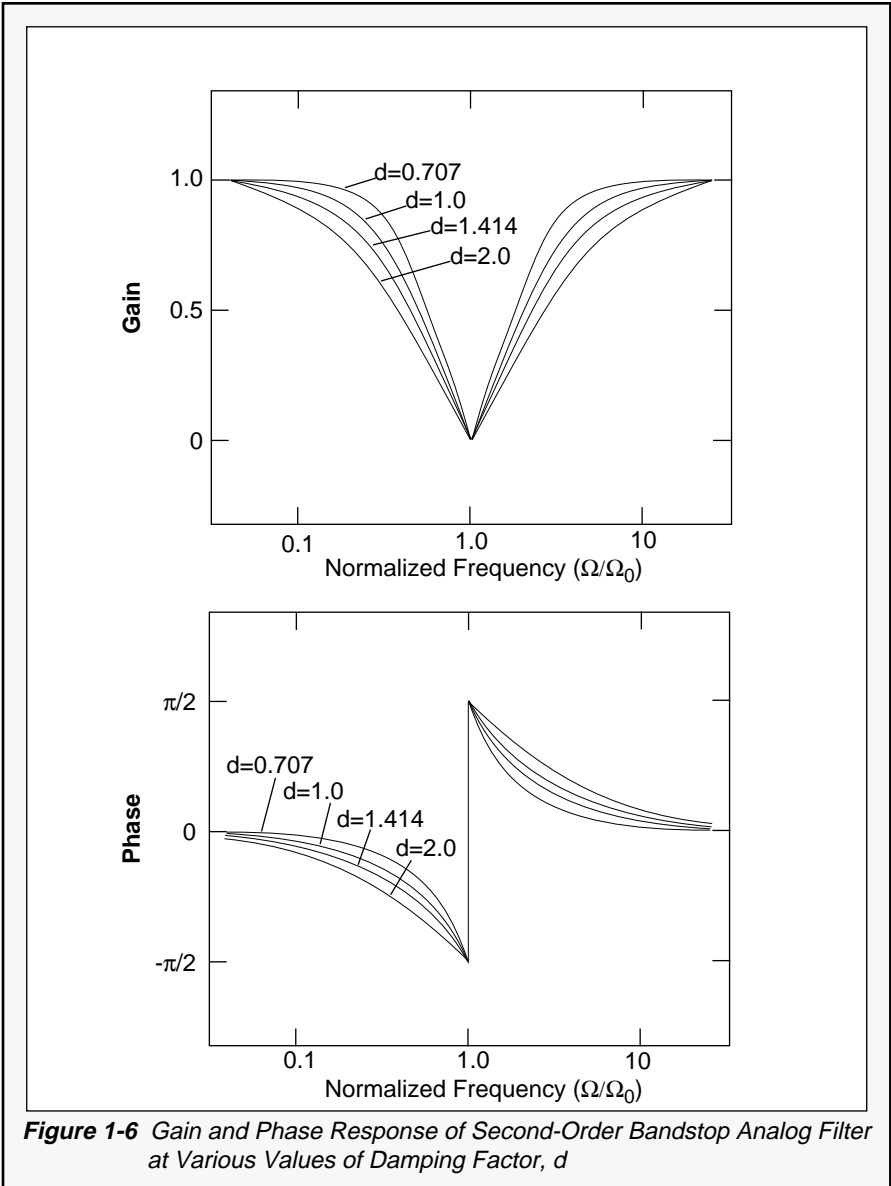 1.0
0.5
0
Gain
d=0.707
d=1.0
d=1.414
d=2.0
0.1
1.0
10
Normalized Frequency (Ω/Ω0)
π/2
0
-π/2
Phase
d=0.707
d=1.0
d=1.414
d=2.0
0.1
1.0
10
Normalized Frequency (Ω/Ω0)
Figure 1-6 Gain and Phase Response of Second-Order Bandstop Analog Filter
at Various Values of Damping Factor, d